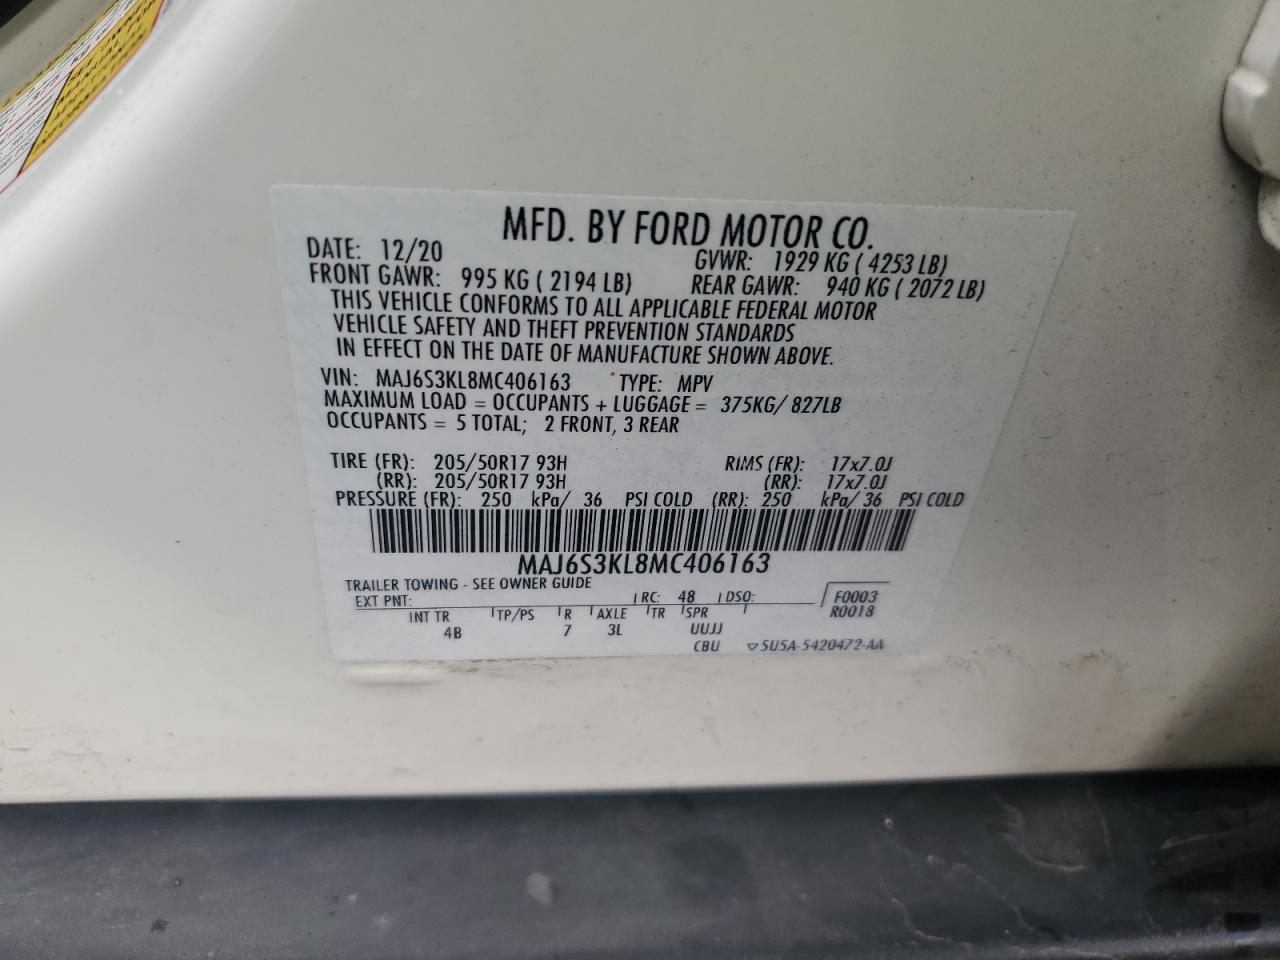 MFD. BY FORD MOTOR CO.
DATE: 12/20 GVWR: 1929 KG ( 4253 LB)
FRONT GAWR: 995 KG ( 2194 LB) REAR GAWR: 940 KG ( 2072 LB)
THIS VEHICLE CONFORMS TO ALL APPLICABLE FEDERAL MOTOR
VEHICLE SAFETY AND THEFT PREVENTION STANDARDS
IN EFFECT ON THE DATE OF MANUFACTURE SHOWN ABOVE.
VIN: MAJ6S3KL8MC406163 TYPE: MPV
MAXIMUM LOAD = OCCUPANTS + LUGGAGE = 375KG/ 827LB
OCCUPANTS = 5 TOTAL; 2 FRONT, 3 REAR
TIRE (FR): 205/50R17 93H RIMS (FR): 17x7.0J
(RR): 205/50R17 93H (RR): 17x7.0J
PRESSURE (FR): 250 kPa/ 36 PSI COLD (RR): 250 kPa/ 36 PSI COLD
MAJ6S3KL8MC406163
TRAILER TOWING - SEE OWNER GUIDE
EXT PNT: RC: 48 DSO: F0003
R0018
INT TR TP/PS R AXLE TR SPR
4B 7 3L UUJJ
CBU 5U5A-5420472-AA